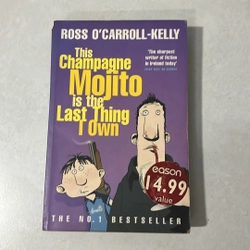 ROSS O'CARROLL-KELLY
This
Champagne
Mojito
is the
Last Thing
I Own
'The sharpest
writer of fiction
in Ireland today'
eason
14.99
value
THE NO.1 BESTSELLER